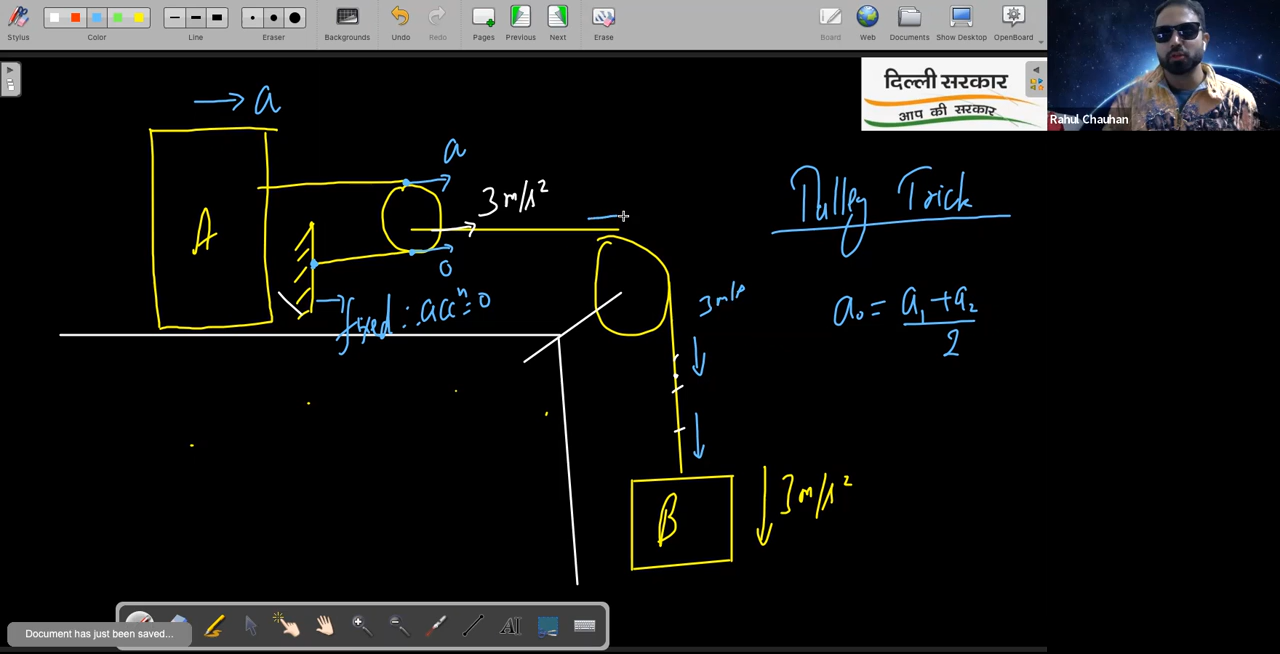 Stylus
Color
Line
Eraser
Backgrounds
Undo
Redo
Pages
Previous
Next
Erase
Board
Web
Documents
Show Desktop
OpenBoard
दिल्ली सरकार
आप की सरकार
Rahul Chauhan
→ a
a
3 m/s²
A
0
fixed ∴ acⁿ = 0
3 m/s
B
3 m/s²
Pulley Trick
a₀ = a₁ + a₂
2
Document has just been saved...
AI